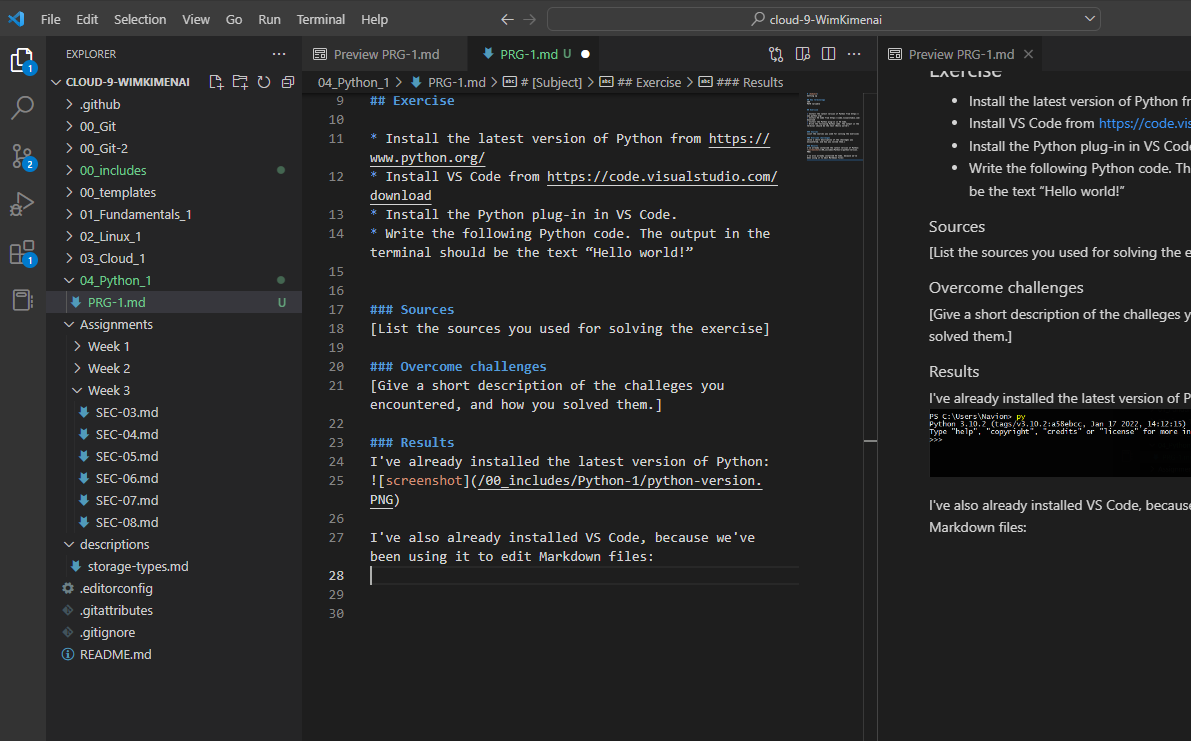 File Edit Selection View Go Run Terminal Help
cloud-9-WimKimenai
EXPLORER
CLOUD-9-WIMKIMENAI
.github
00_Git
00_Git-2
00_includes
00_templates
01_Fundamentals_1
02_Linux_1
03_Cloud_1
04_Python_1
PRG-1.md U
Assignments
Week 1
Week 2
Week 3
SEC-03.md
SEC-04.md
SEC-05.md
SEC-06.md
SEC-07.md
SEC-08.md
descriptions
storage-types.md
.editorconfig
.gitattributes
.gitignore
README.md
1
2
1
Preview PRG-1.md
PRG-1.md U
04_Python_1 > PRG-1.md > # [Subject] > ## Exercise > ### Results
9 ## Exercise
10
11 * Install the latest version of Python from https://
www.python.org/
12 * Install VS Code from https://code.visualstudio.com/
download
13 * Install the Python plug-in in VS Code.
14 * Write the following Python code. The output in the
terminal should be the text “Hello world!”
15
16
17 ### Sources
18 [List the sources you used for solving the exercise]
19
20 ### Overcome challenges
21 [Give a short description of the challeges you
encountered, and how you solved them.]
22
23 ### Results
24 I've already installed the latest version of Python:
25 ![screenshot](/00_includes/Python-1/python-version.
PNG)
26
27 I've also already installed VS Code, because we've
been using it to edit Markdown files:
28
29
30
Preview PRG-1.md
Exercise
• Install the latest version of Python fr
• Install VS Code from https://code.vis
• Install the Python plug-in in VS Code
• Write the following Python code. Th
be the text “Hello world!”
Sources
[List the sources you used for solving the e
Overcome challenges
[Give a short description of the challeges y
solved them.]
Results
I've already installed the latest version of P
PS C:\Users\Navion> py
Python 3.10.2 (tags/v3.10.2:a58ebcc, Jan 17 2022, 14:12:15)
Type "help", "copyright", "credits" or "license" for more in
>>>
I've also already installed VS Code, because
Markdown files: